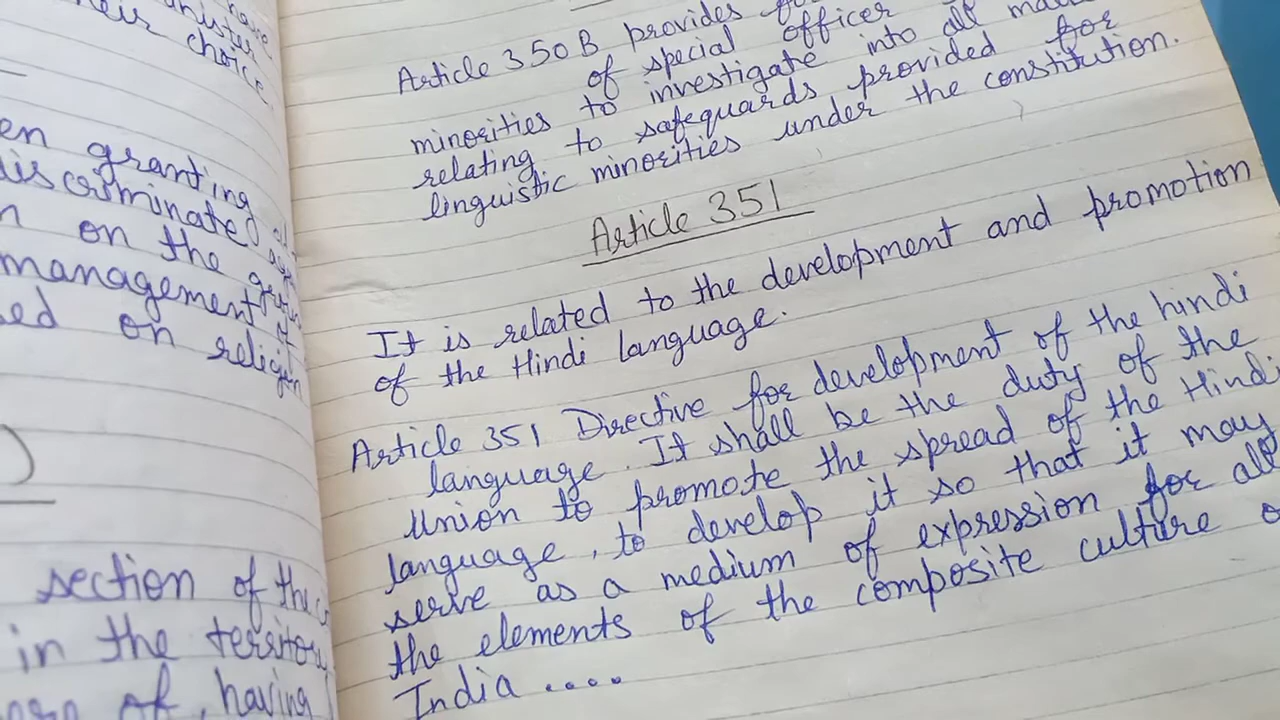 their choice
en granting
discriminate
on the
management of
ed on religion
section of the
in the territory
of, having
Article 350B provides
of special officer
minorities to investigate into all
relating to safeguards provided for
linguistic minorities under the constitution.
Article 351
It is related to the development and promotion
of the Hindi language.
Article 351 Directive for development of the hindi
language. It shall be the duty of the
union to promote the spread of the Hindi
language, to develop it so that it may
serve as a medium of expression for all
the elements of the composite culture
India ....